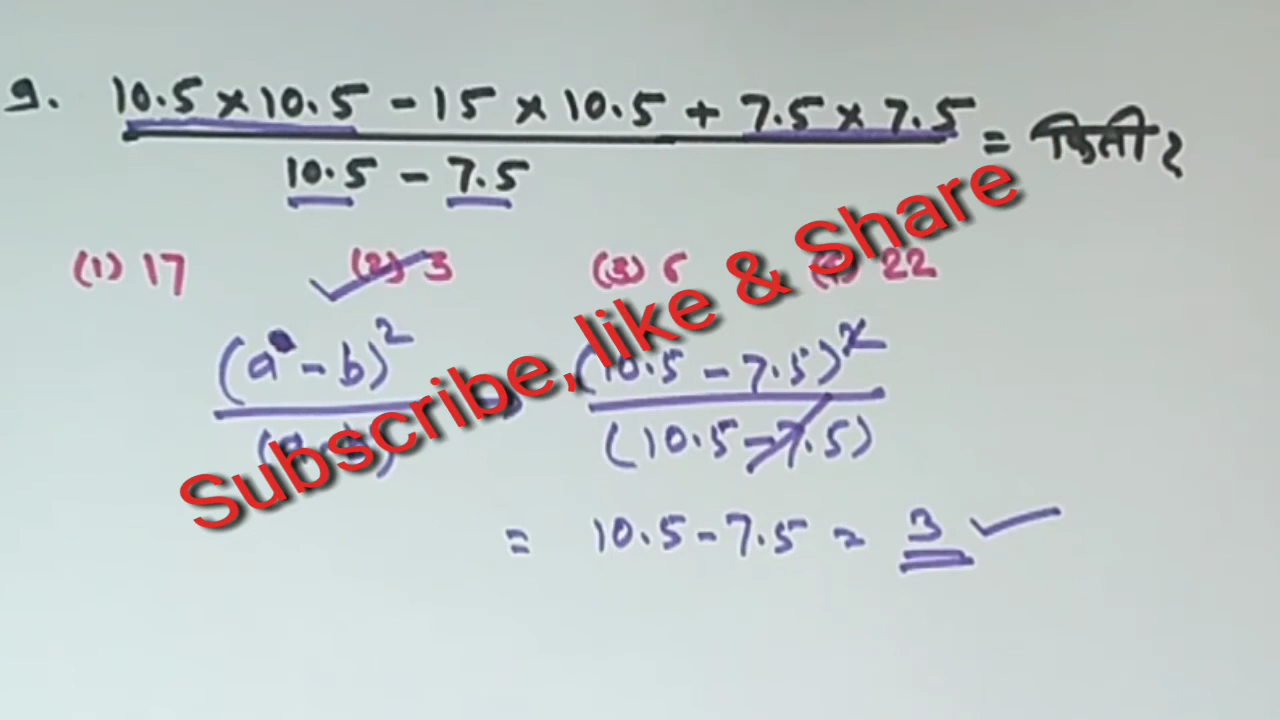 9. 10.5 × 10.5 - 15 × 10.5 + 7.5 × 7.5 = किती?
10.5 - 7.5
(1) 17 (2) 3 (3) 6 (4) 22
(a - b)² = (10.5 - 7.5)²
(a - b) (10.5 - 7.5)
= 10.5 - 7.5 = 3
Subscribe, like & Share